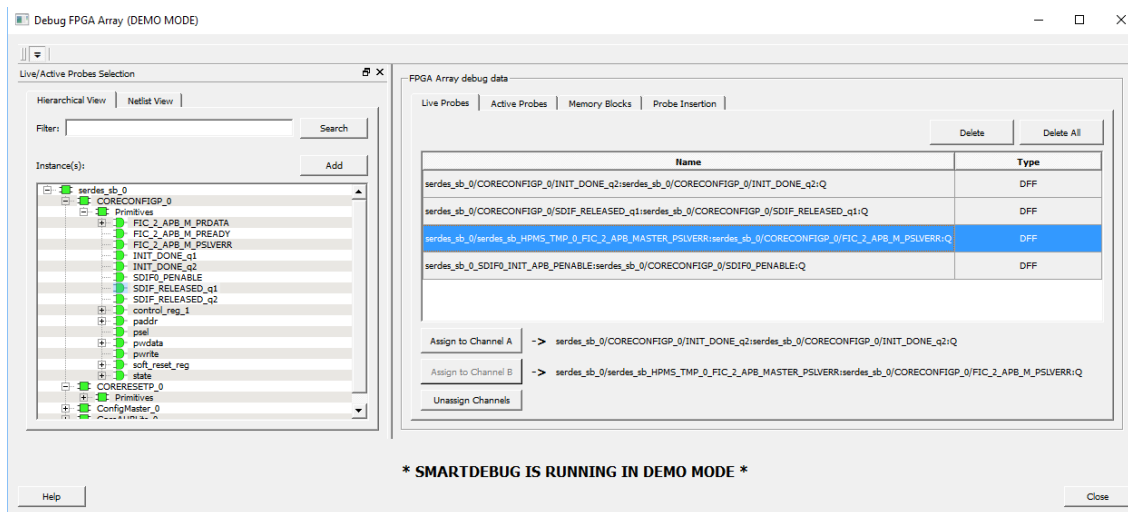 Debug FPGA Array (DEMO MODE)
Live/Active Probes Selection
Hierarchical View
Netlist View
Filter:
Search
Instance(s):
Add
serdes_sb_0
CORECONFIGP_0
Primitives
FIC_2_APB_M_PRDATA
FIC_2_APB_M_PREADY
FIC_2_APB_M_PSLVERR
INIT_DONE_q1
INIT_DONE_q2
SDIF0_PENABLE
SDIF_RELEASED_q1
SDIF_RELEASED_q2
control_reg_1
paddr
psel
pwdata
pwrite
soft_reset_reg
state
CORERESETP_0
Primitives
ConfigMaster_0
FPGA Array debug data
Live Probes
Active Probes
Memory Blocks
Probe Insertion
Delete
Delete All
Name
Type
serdes_sb_0/CORECONFIGP_0/INIT_DONE_q2:serdes_sb_0/CORECONFIGP_0/INIT_DONE_q2:Q
DFF
serdes_sb_0/CORECONFIGP_0/SDIF_RELEASED_q1:serdes_sb_0/CORECONFIGP_0/SDIF_RELEASED_q1:Q
DFF
serdes_sb_0/serdes_sb_HPMS_TMP_0_FIC_2_APB_MASTER_PSLVERR:serdes_sb_0/CORECONFIGP_0/FIC_2_APB_M_PSLVERR:Q
DFF
serdes_sb_0_SDIF0_INIT_APB_PENABLE:serdes_sb_0/CORECONFIGP_0/SDIF0_PENABLE:Q
DFF
Assign to Channel A
-> serdes_sb_0/CORECONFIGP_0/INIT_DONE_q2:serdes_sb_0/CORECONFIGP_0/INIT_DONE_q2:Q
Assign to Channel B
-> serdes_sb_0/serdes_sb_HPMS_TMP_0_FIC_2_APB_MASTER_PSLVERR:serdes_sb_0/CORECONFIGP_0/FIC_2_APB_M_PSLVERR:Q
Unassign Channels
* SMARTDEBUG IS RUNNING IN DEMO MODE *
Help
Close